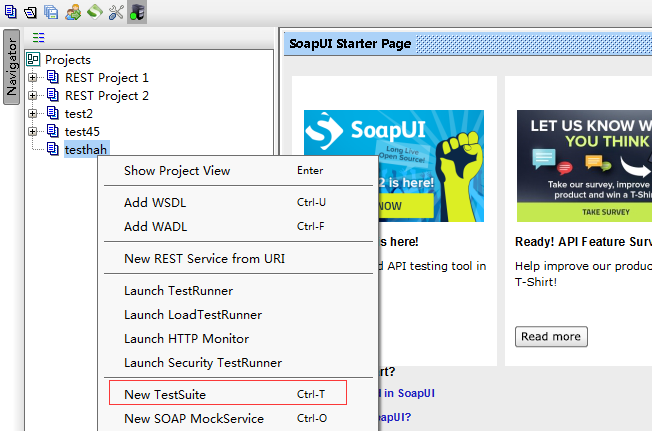 Navigator
Projects
REST Project 1
REST Project 2
test2
test45
testhah
Show Project View Enter
Add WSDL Ctrl-U
Add WADL Ctrl-F
New REST Service from URI
Launch TestRunner
Launch LoadTestRunner
Launch HTTP Monitor
Launch Security TestRunner
New TestSuite Ctrl-T
New SOAP MockService Ctrl-O
SoapUI Starter Page
SoapUI
Long Live
Open Source!
2 is here!
NOW
s here!
d API testing tool in
LET US KNOW W
YOU THINK
Take our survey, improve
product and win a T-Shirt
TAKE SURVEY
Ready! API Feature Surv
Help improve our produc
T-Shirt!
Read more
rt?
l in SoapUI
eapUI?